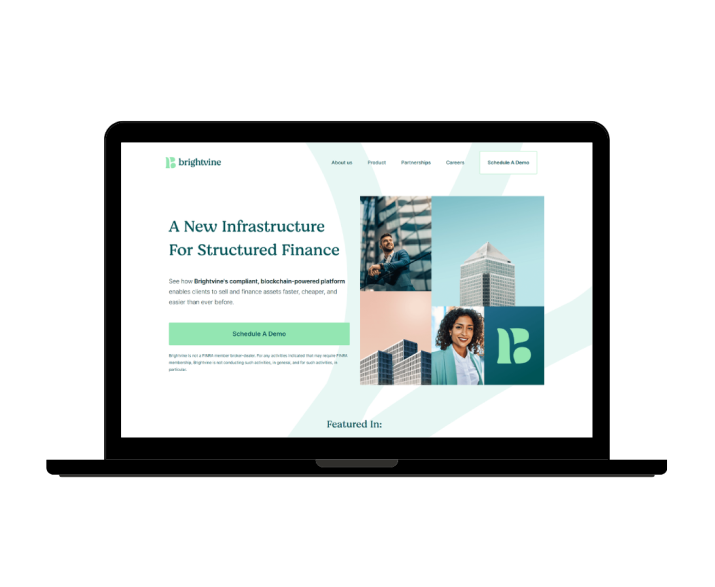 brightvine
About us Product Partnerships Careers Schedule A Demo
A New Infrastructure
For Structured Finance
See how Brightvine's compliant, blockchain-powered platform
enables clients to sell and finance assets faster, cheaper, and
easier than ever before.
Schedule A Demo
Brightvine is not a FINRA member broker-dealer. For any activities indicated that may require FINRA
membership, Brightvine is not conducting such activities, in general, and for such activities, in
particular.
Featured In: